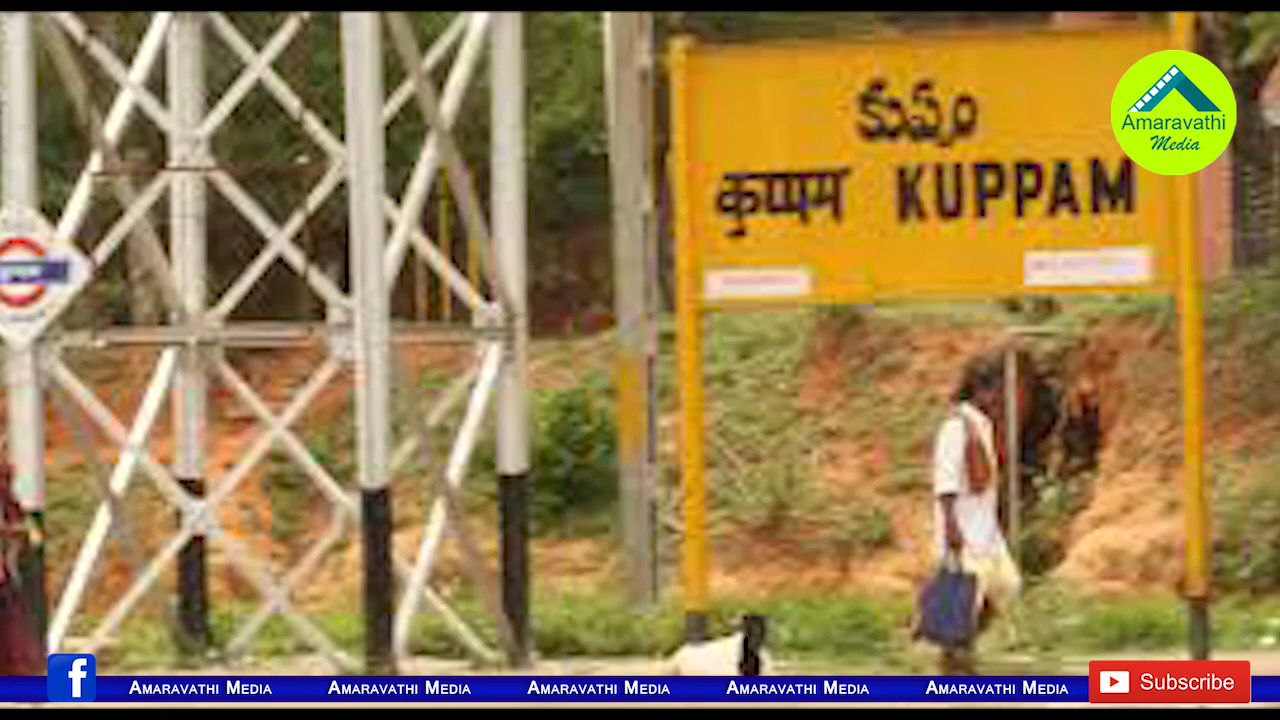 కుప్పం
कुप्पम KUPPAM
Amaravathi
Media
f
Amaravathi Media Amaravathi Media Amaravathi Media Amaravathi Media Amaravathi Media
Subscribe